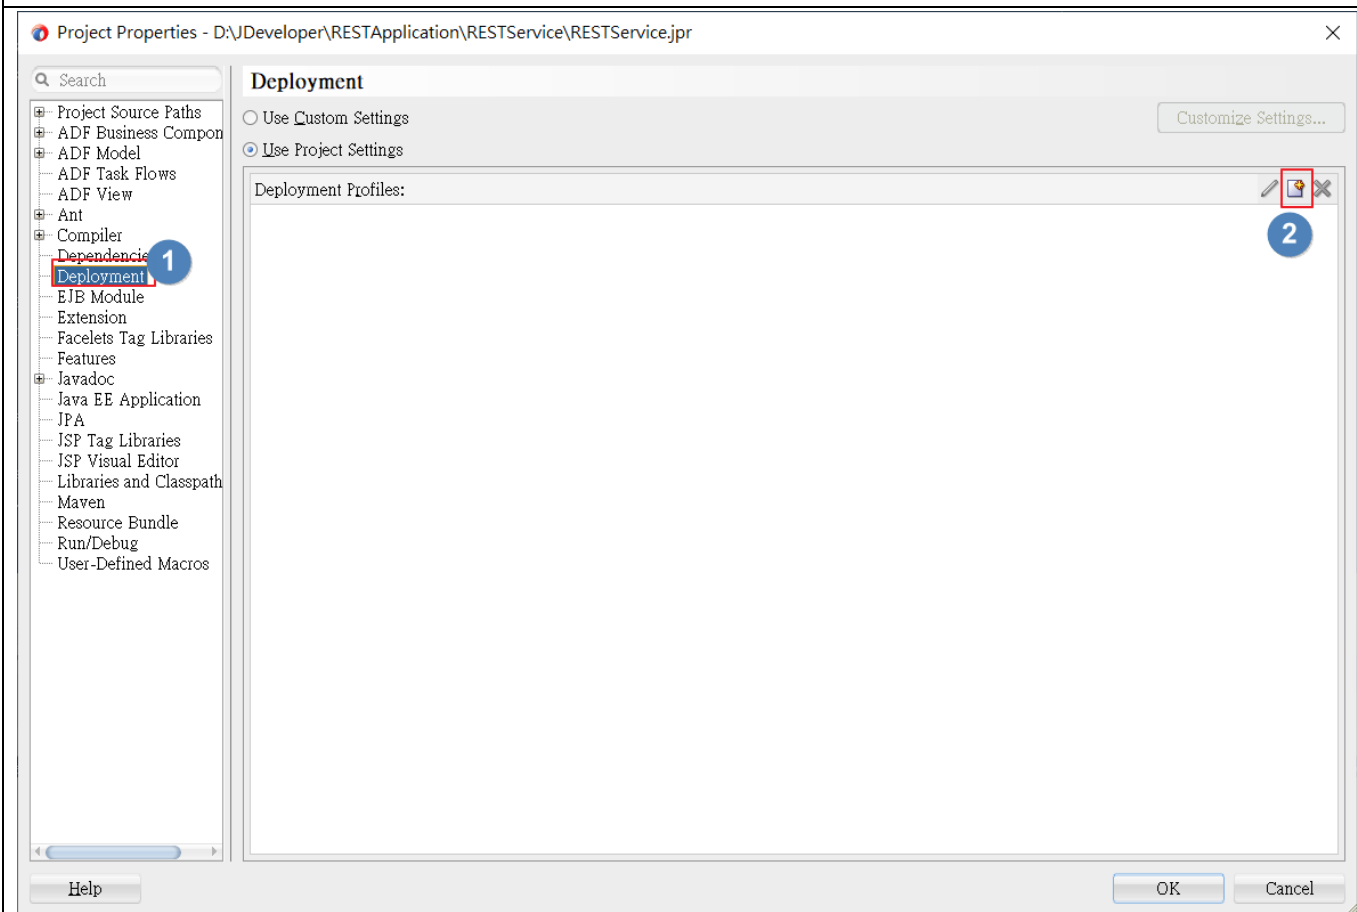 Project Properties - D:\JDeveloper\RESTApplication\RESTService\RESTService.jpr
Search
Project Source Paths
ADF Business Compon
ADF Model
ADF Task Flows
ADF View
Ant
Compiler
Dependencie
Deployment
EJB Module
Extension
Facelets Tag Libraries
Features
Javadoc
Java EE Application
JPA
JSP Tag Libraries
JSP Visual Editor
Libraries and Classpath
Maven
Resource Bundle
Run/Debug
User-Defined Macros
1
Deployment
Use Custom Settings
Customize Settings...
Use Project Settings
Deployment Profiles:
2
Help
OK
Cancel